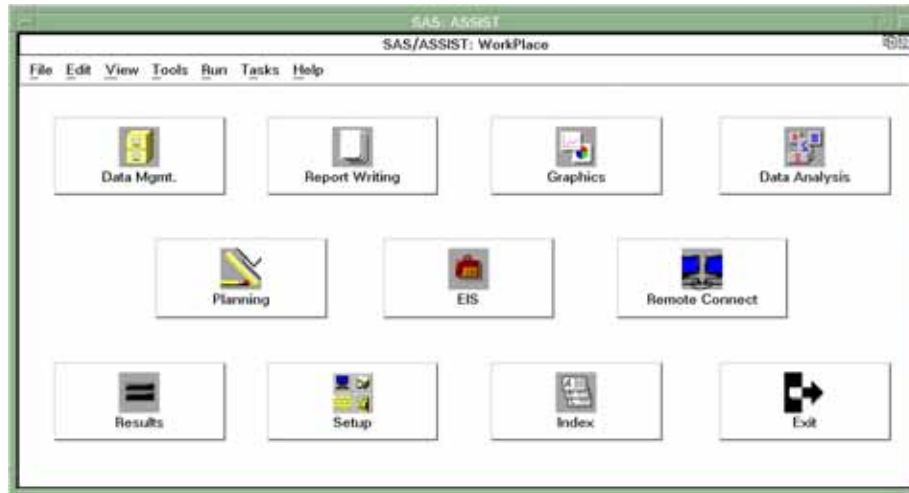 SAS: ASSIST
SAS/ASSIST: WorkPlace
File Edit View Tools Run Tasks Help
Data Mgmt. Report Writing Graphics Data Analysis
Planning EIS Remote Connect
Results Setup Index Exit